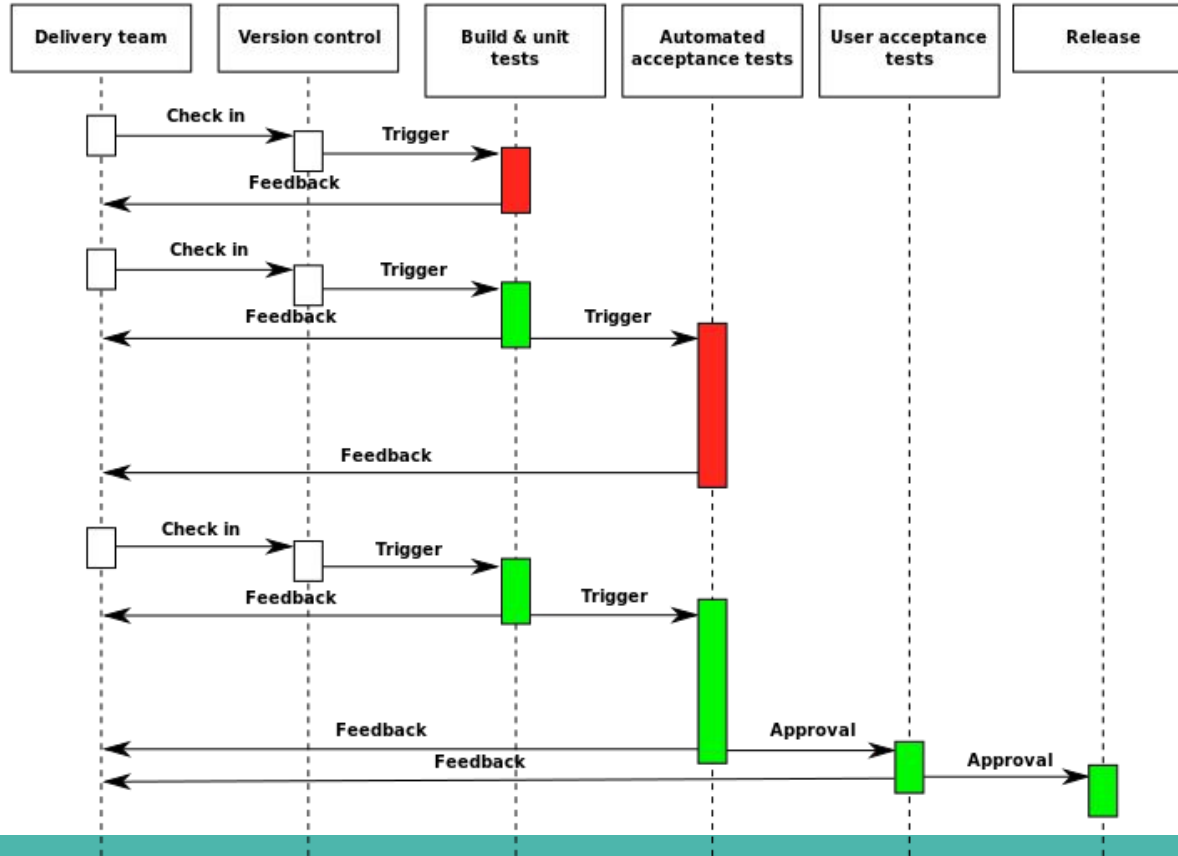 Delivery team
Version control
Build & unit
tests
Automated
acceptance tests
User acceptance
tests
Release
Check in
Trigger
Feedback
Check in
Trigger
Feedback
Trigger
Feedback
Check in
Trigger
Feedback
Trigger
Feedback
Approval
Feedback
Approval